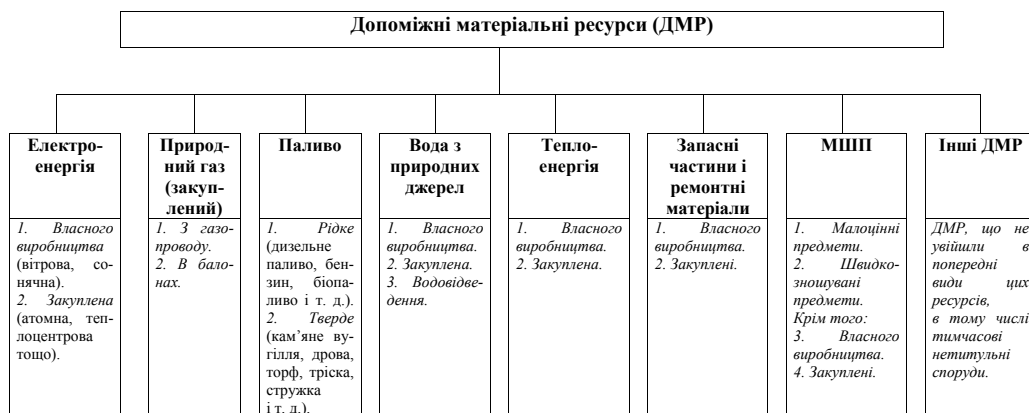 Допоміжні матеріальні ресурси (ДМР)
Електро-
енергія
1. Власного
виробництва
(вітрова, со-
нячна).
2. Закуплена
(атомна, теп-
лоцентрова
тощо).
Природ-
ний газ
(закуп-
лений)
1. З газо-
проводу.
2. В бало-
нах.
Паливо
1. Рідке
(дизельне
паливо, бен-
зин, біопа-
ливо і т. д.).
2. Тверде
(кам’яне ву-
гілля, дрова,
торф, тріска,
стружка
і т. д.).
Вода з
природних
джерел
1. Власного
виробництва.
2. Закуплена.
3. Водовідве-
дення.
Тепло-
енергія
1. Власного
виробництва.
2. Закуплена.
Запасні
частини і
ремонтні
матеріали
1. Власного
виробництва.
2. Закуплені.
МШП
1. Малоцінні
предмети.
2. Швидко-
зношувані
предмети.
Крім того:
3. Власного
виробництва.
4. Закуплені.
Інші ДМР
ДМР, що не
увійшли в
попередні
види цих
ресурсів,
в тому числі
тимчасові
нетитульні
споруди.